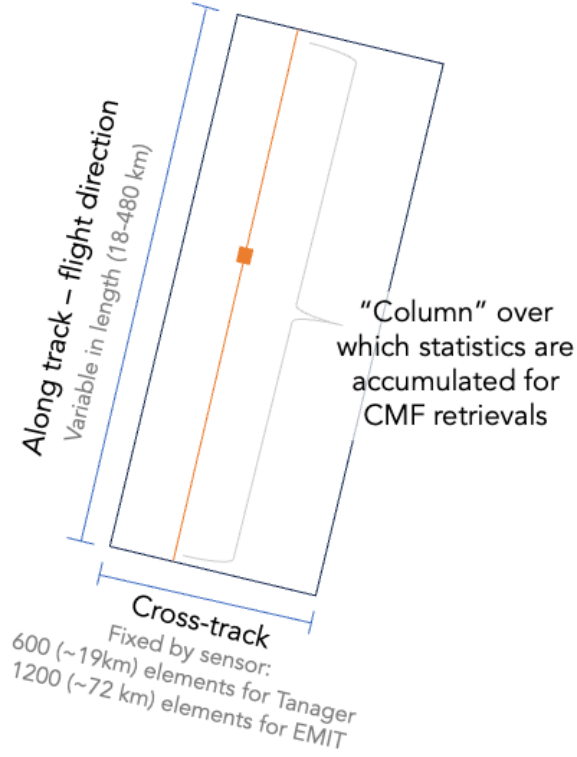 Along track – flight direction
Variable in length (18-480 km)
“Column” over
which statistics are
accumulated for
CMF retrievals
Cross-track
Fixed by sensor:
600 (~19km) elements for Tanager
1200 (~72 km) elements for EMIT